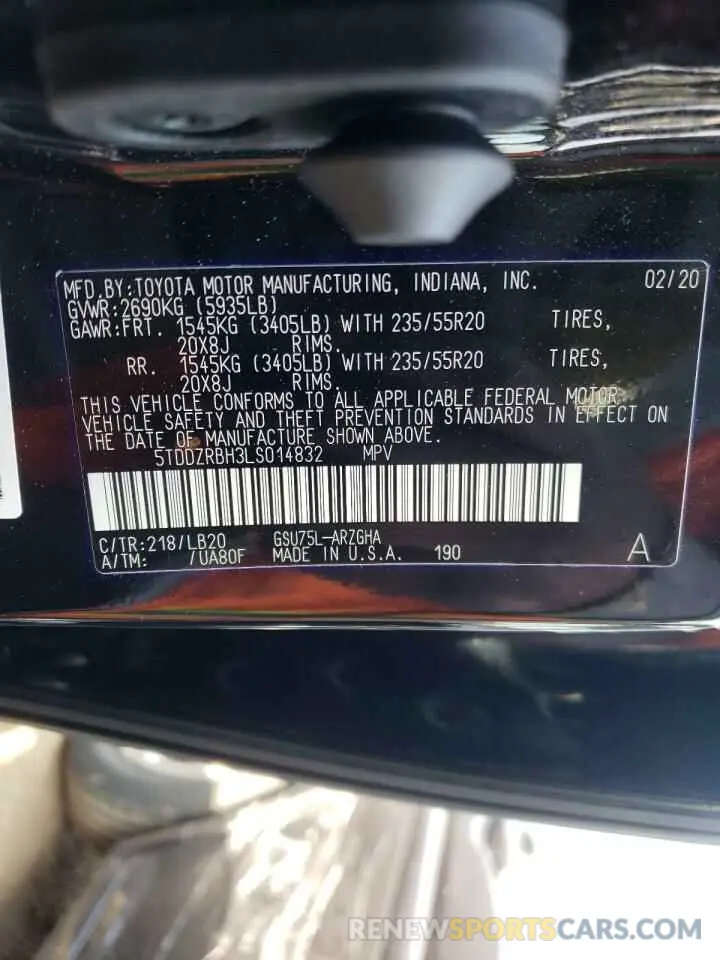 MFD.BY:TOYOTA MOTOR MANUFACTURING, INDIANA, INC. 02/20
GVWR:2690KG (5935LB)
GAWR:FRT. 1545KG (3405LB) WITH 235/55R20 TIRES,
20X8J RIMS.
RR. 1545KG (3405LB) WITH 235/55R20 TIRES,
20X8J RIMS.
THIS VEHICLE CONFORMS TO ALL APPLICABLE FEDERAL MOTOR
VEHICLE SAFETY AND THEFT PREVENTION STANDARDS IN EFFECT ON
THE DATE OF MANUFACTURE SHOWN ABOVE.
5TDDZRBH3LS014832 MPV
C/TR:218/LB20 GSU75L-ARZGHA
A/TM: /UA80F MADE IN U.S.A. 190 A
RENEWSPORTSCARS.COM